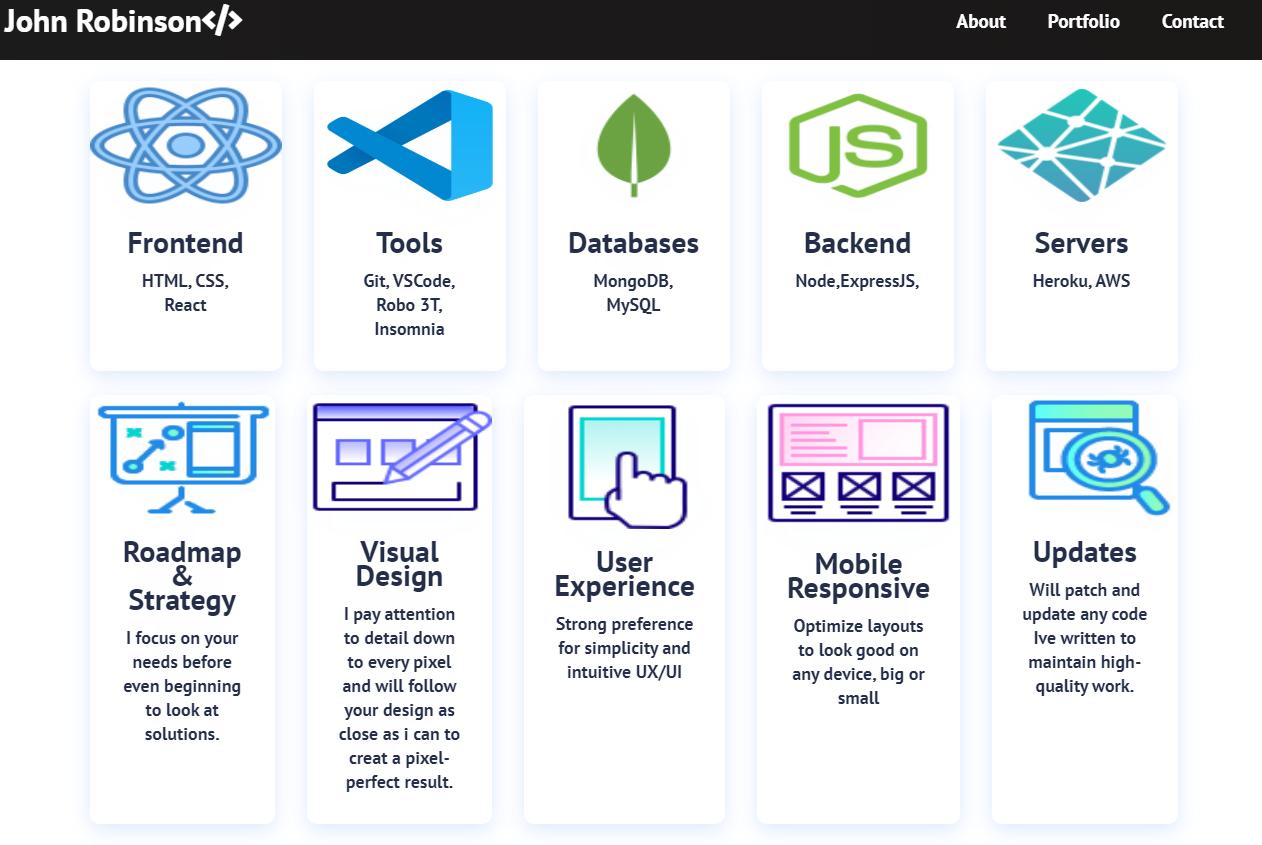 John Robinson</>
About Portfolio Contact
JS
Frontend
HTML, CSS,
React
Tools
Git, VSCode,
Robo 3T,
Insomnia
Databases
MongoDB,
MySQL
Backend
Node,ExpressJS,
Servers
Heroku, AWS
Roadmap
&
Strategy
I focus on your
needs before
even beginning
to look at
solutions.
Visual
Design
I pay attention
to detail down
to every pixel
and will follow
your design as
close as i can to
creat a pixel-
perfect result.
User
Experience
Strong preference
for simplicity and
intuitive UX/UI
Mobile
Responsive
Optimize layouts
to look good on
any device, big or
small
Updates
Will patch and
update any code
Ive written to
maintain high-
quality work.